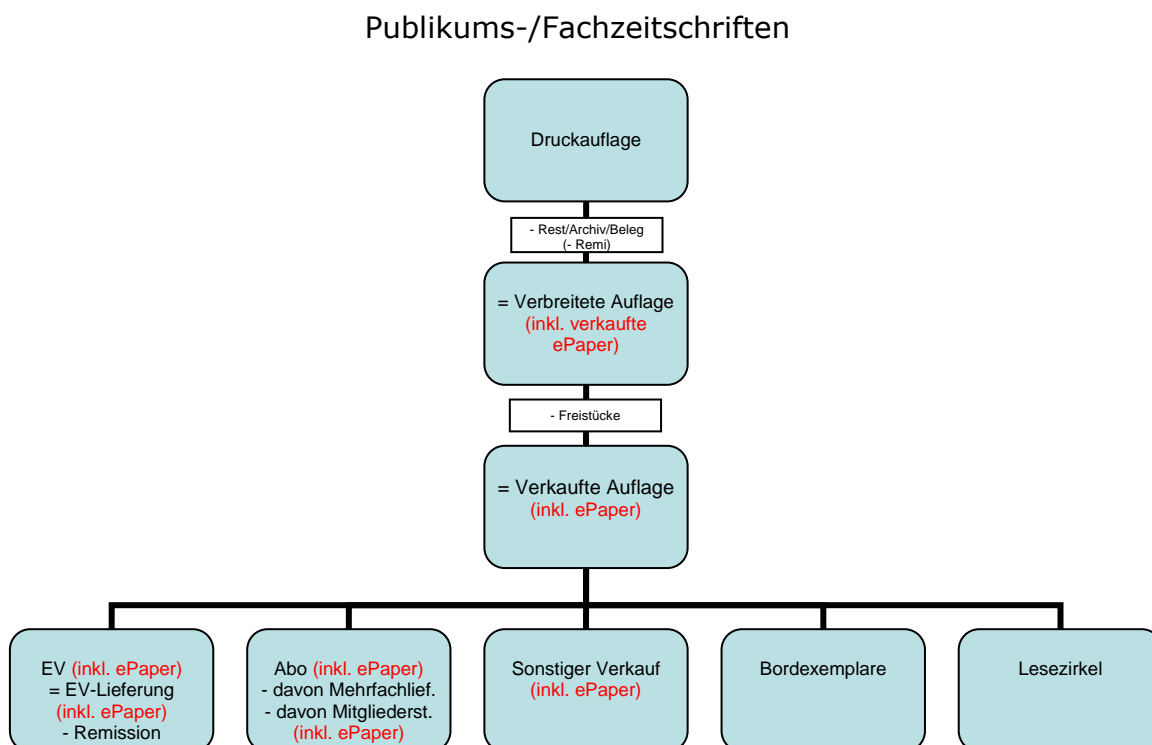 Publikums-/Fachzeitschriften
Druckauflage
- Rest/Archiv/Beleg
(- Remi)
= Verbreitete Auflage
(inkl. verkaufte
ePaper)
- Freistücke
= Verkaufte Auflage
(inkl. ePaper)
EV (inkl. ePaper)
= EV-Lieferung
(inkl. ePaper)
- Remission
Abo (inkl. ePaper)
- davon Mehrfachlief.
- davon Mitgliederst.
(inkl. ePaper)
Sonstiger Verkauf
(inkl. ePaper)
Bordexemplare
Lesezirkel